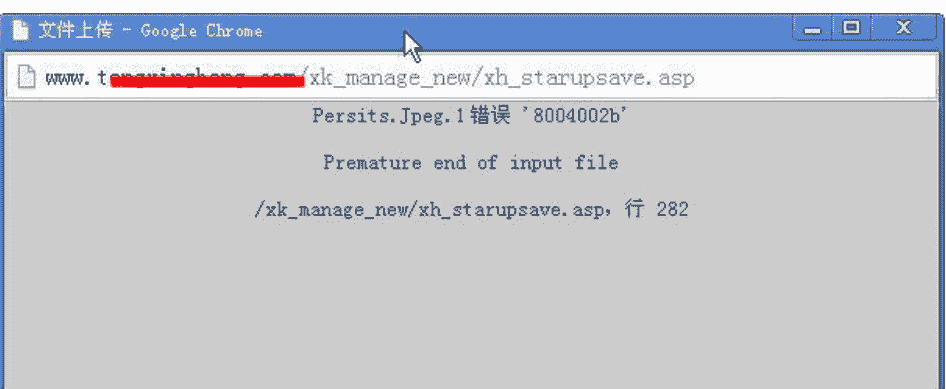 文件上传 - Google Chrome
www.t /xk_manage_new/xh_starupsave.asp
Persits.Jpeg.1 错误 '8004002b'
Premature end of input file
/xk_manage_new/xh_starupsave.asp，行 282